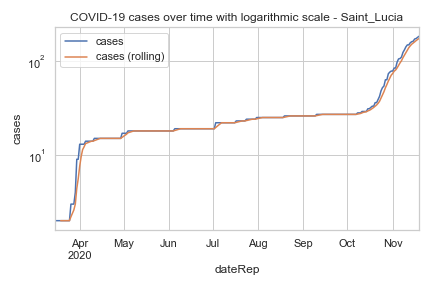 COVID-19 cases over time with logarithmic scale - Saint_Lucia
cases
cases (rolling)
10²
10¹
cases
Apr May Jun Jul Aug Sep Oct Nov
2020
dateRep